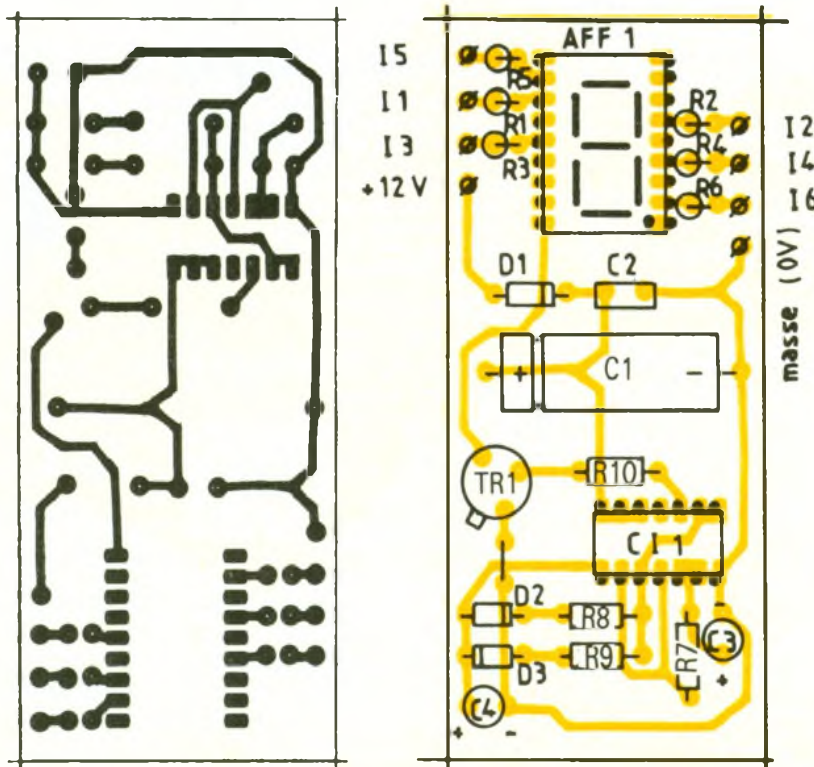 AFF 1
I5
R5
I1
R1
R2
I2
I3
R3
R4
I4
+12 V
R6
I6
masse (0V)
D1
C2
+
C1
-
TR1
R10
C I 1
D2
R8
D3
R9
R7
-
C3
+
C4
+
-